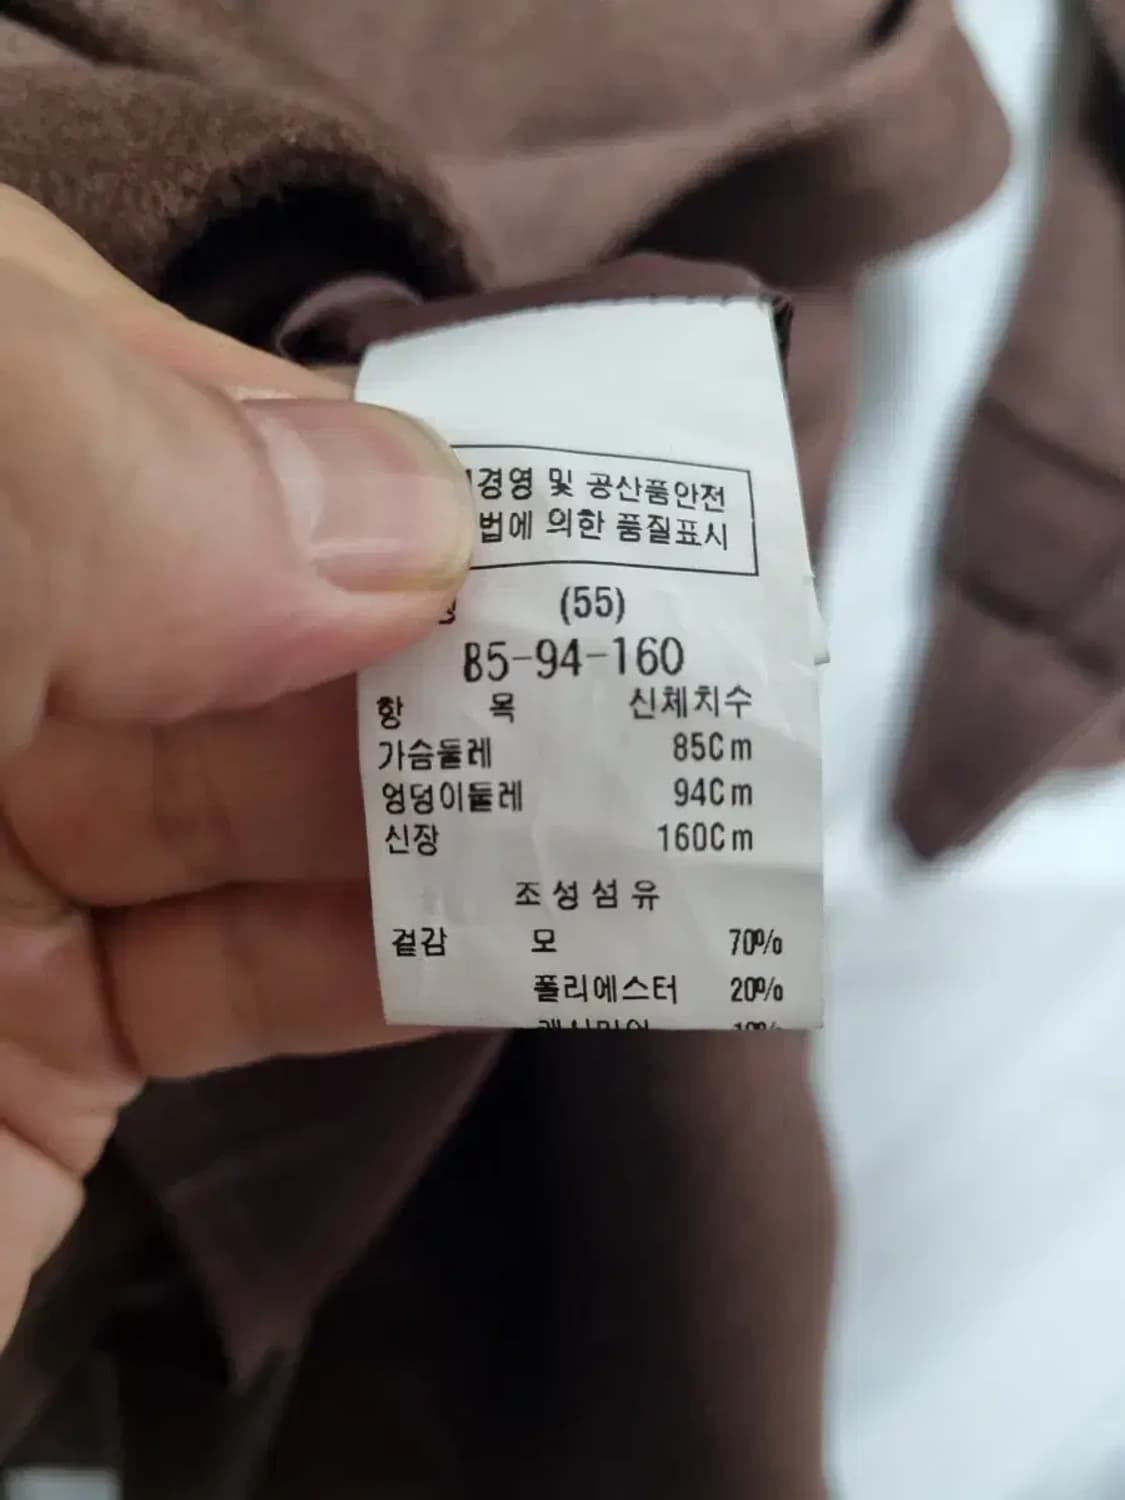 경영 및 공산품안전
법에 의한 품질표시
(55)
85-94-160
항 목 신체치수
가슴둘레 85Cm
엉덩이둘레 94Cm
신장 160Cm
조성섬유
겉감 모 70%
폴리에스터 20%